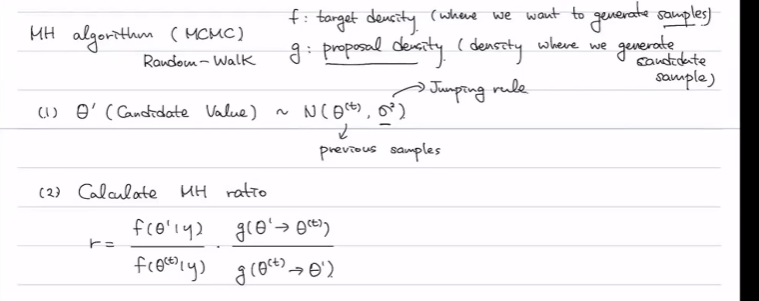 MH algorithm (MCMC)
Random-Walk
f : target density. (where we want to generate samples)
g : proposal density. (density where we generate candidate sample)
Jumping rule
(1) θ' (Candidate Value) ~ N(θ⁽ᵗ⁾, σ²)
previous samples
(2) Calculate MH ratio
r = f(θ'|y) / f(θ⁽ᵗ⁾|y) · g(θ' → θ⁽ᵗ⁾) / g(θ⁽ᵗ⁾ → θ')